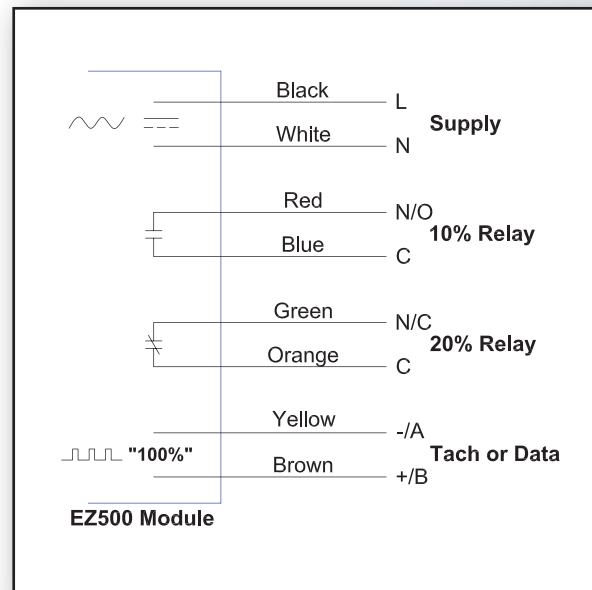 Black
L
Supply
White
N
Red
N/O
10% Relay
Blue
C
Green
N/C
20% Relay
Orange
C
Yellow
-/A
"100%"
Tach or Data
Brown
+/B
EZ500 Module